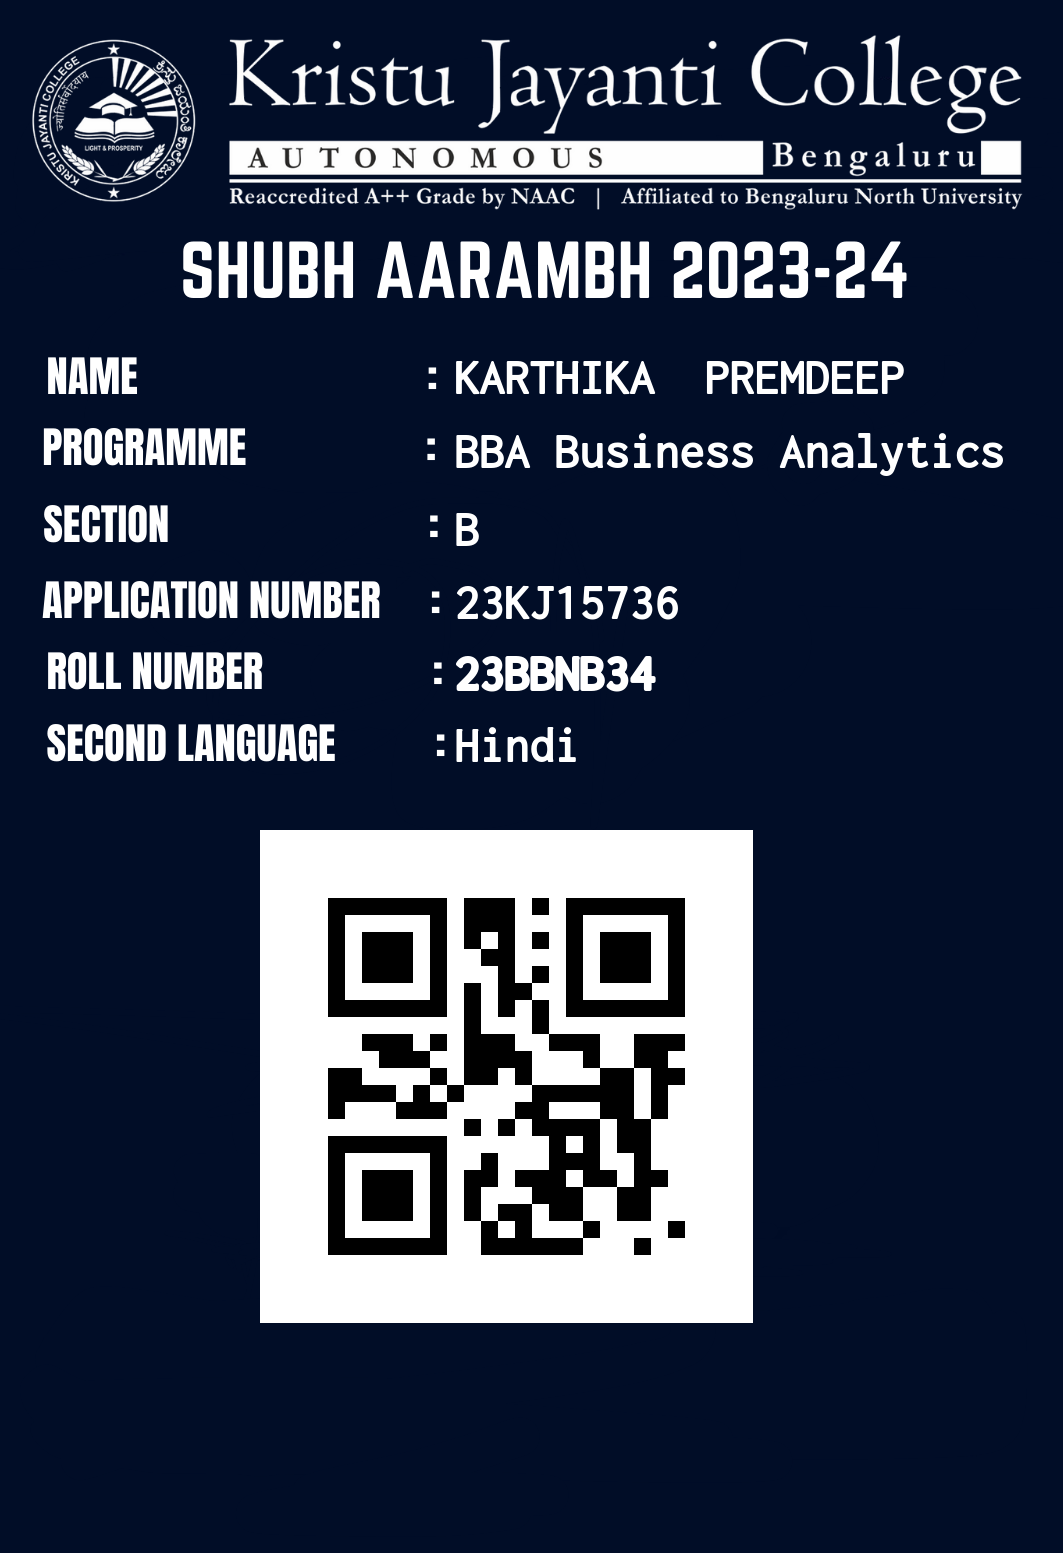 KRISTU JAYANTI COLLEGE
ಕ್ರಿಸ್ತು ಜಯಂತಿ ಕಾಲೇಜು
LIGHT & PROSPERITY
Kristu Jayanti College
AUTONOMOUS Bengaluru
Reaccredited A++ Grade by NAAC | Affiliated to Bengaluru North University
SHUBH AARAMBH 2023-24
NAME : KARTHIKA PREMDEEP
PROGRAMME : BBA Business Analytics
SECTION : B
APPLICATION NUMBER : 23KJ15736
ROLL NUMBER : 23BBNB34
SECOND LANGUAGE : Hindi